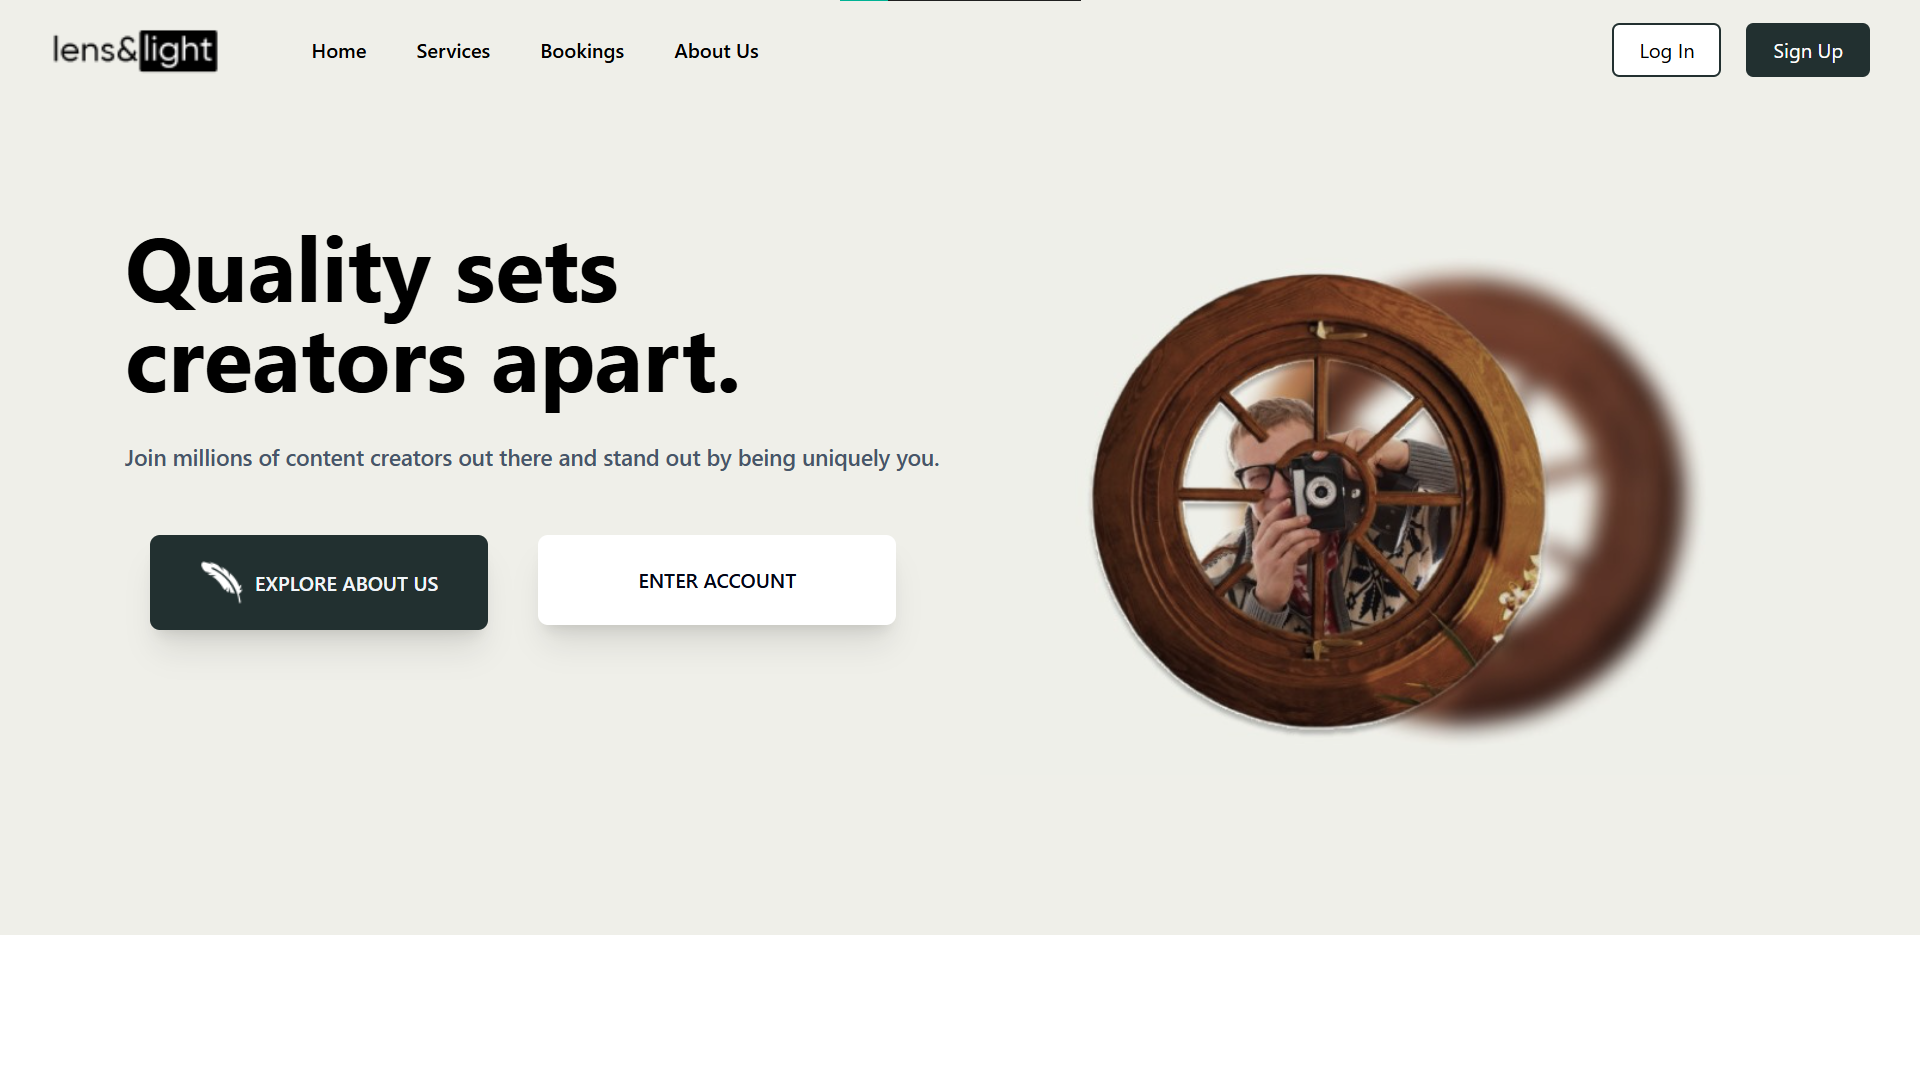 lens&light
Home
Services
Bookings
About Us
Log In
Sign Up
Quality sets
creators apart.
Join millions of content creators out there and stand out by being uniquely you.
EXPLORE ABOUT US
ENTER ACCOUNT